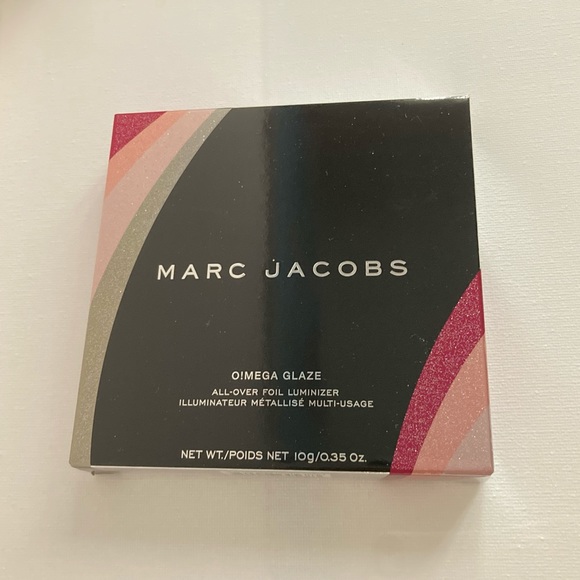 MARC JACOBS
O!MEGA GLAZE
ALL-OVER FOIL LUMINIZER
ILLUMINATEUR MÉTALLISÉ MULTI-USAGE
NET WT./POIDS NET 10g/0.35 Oz.